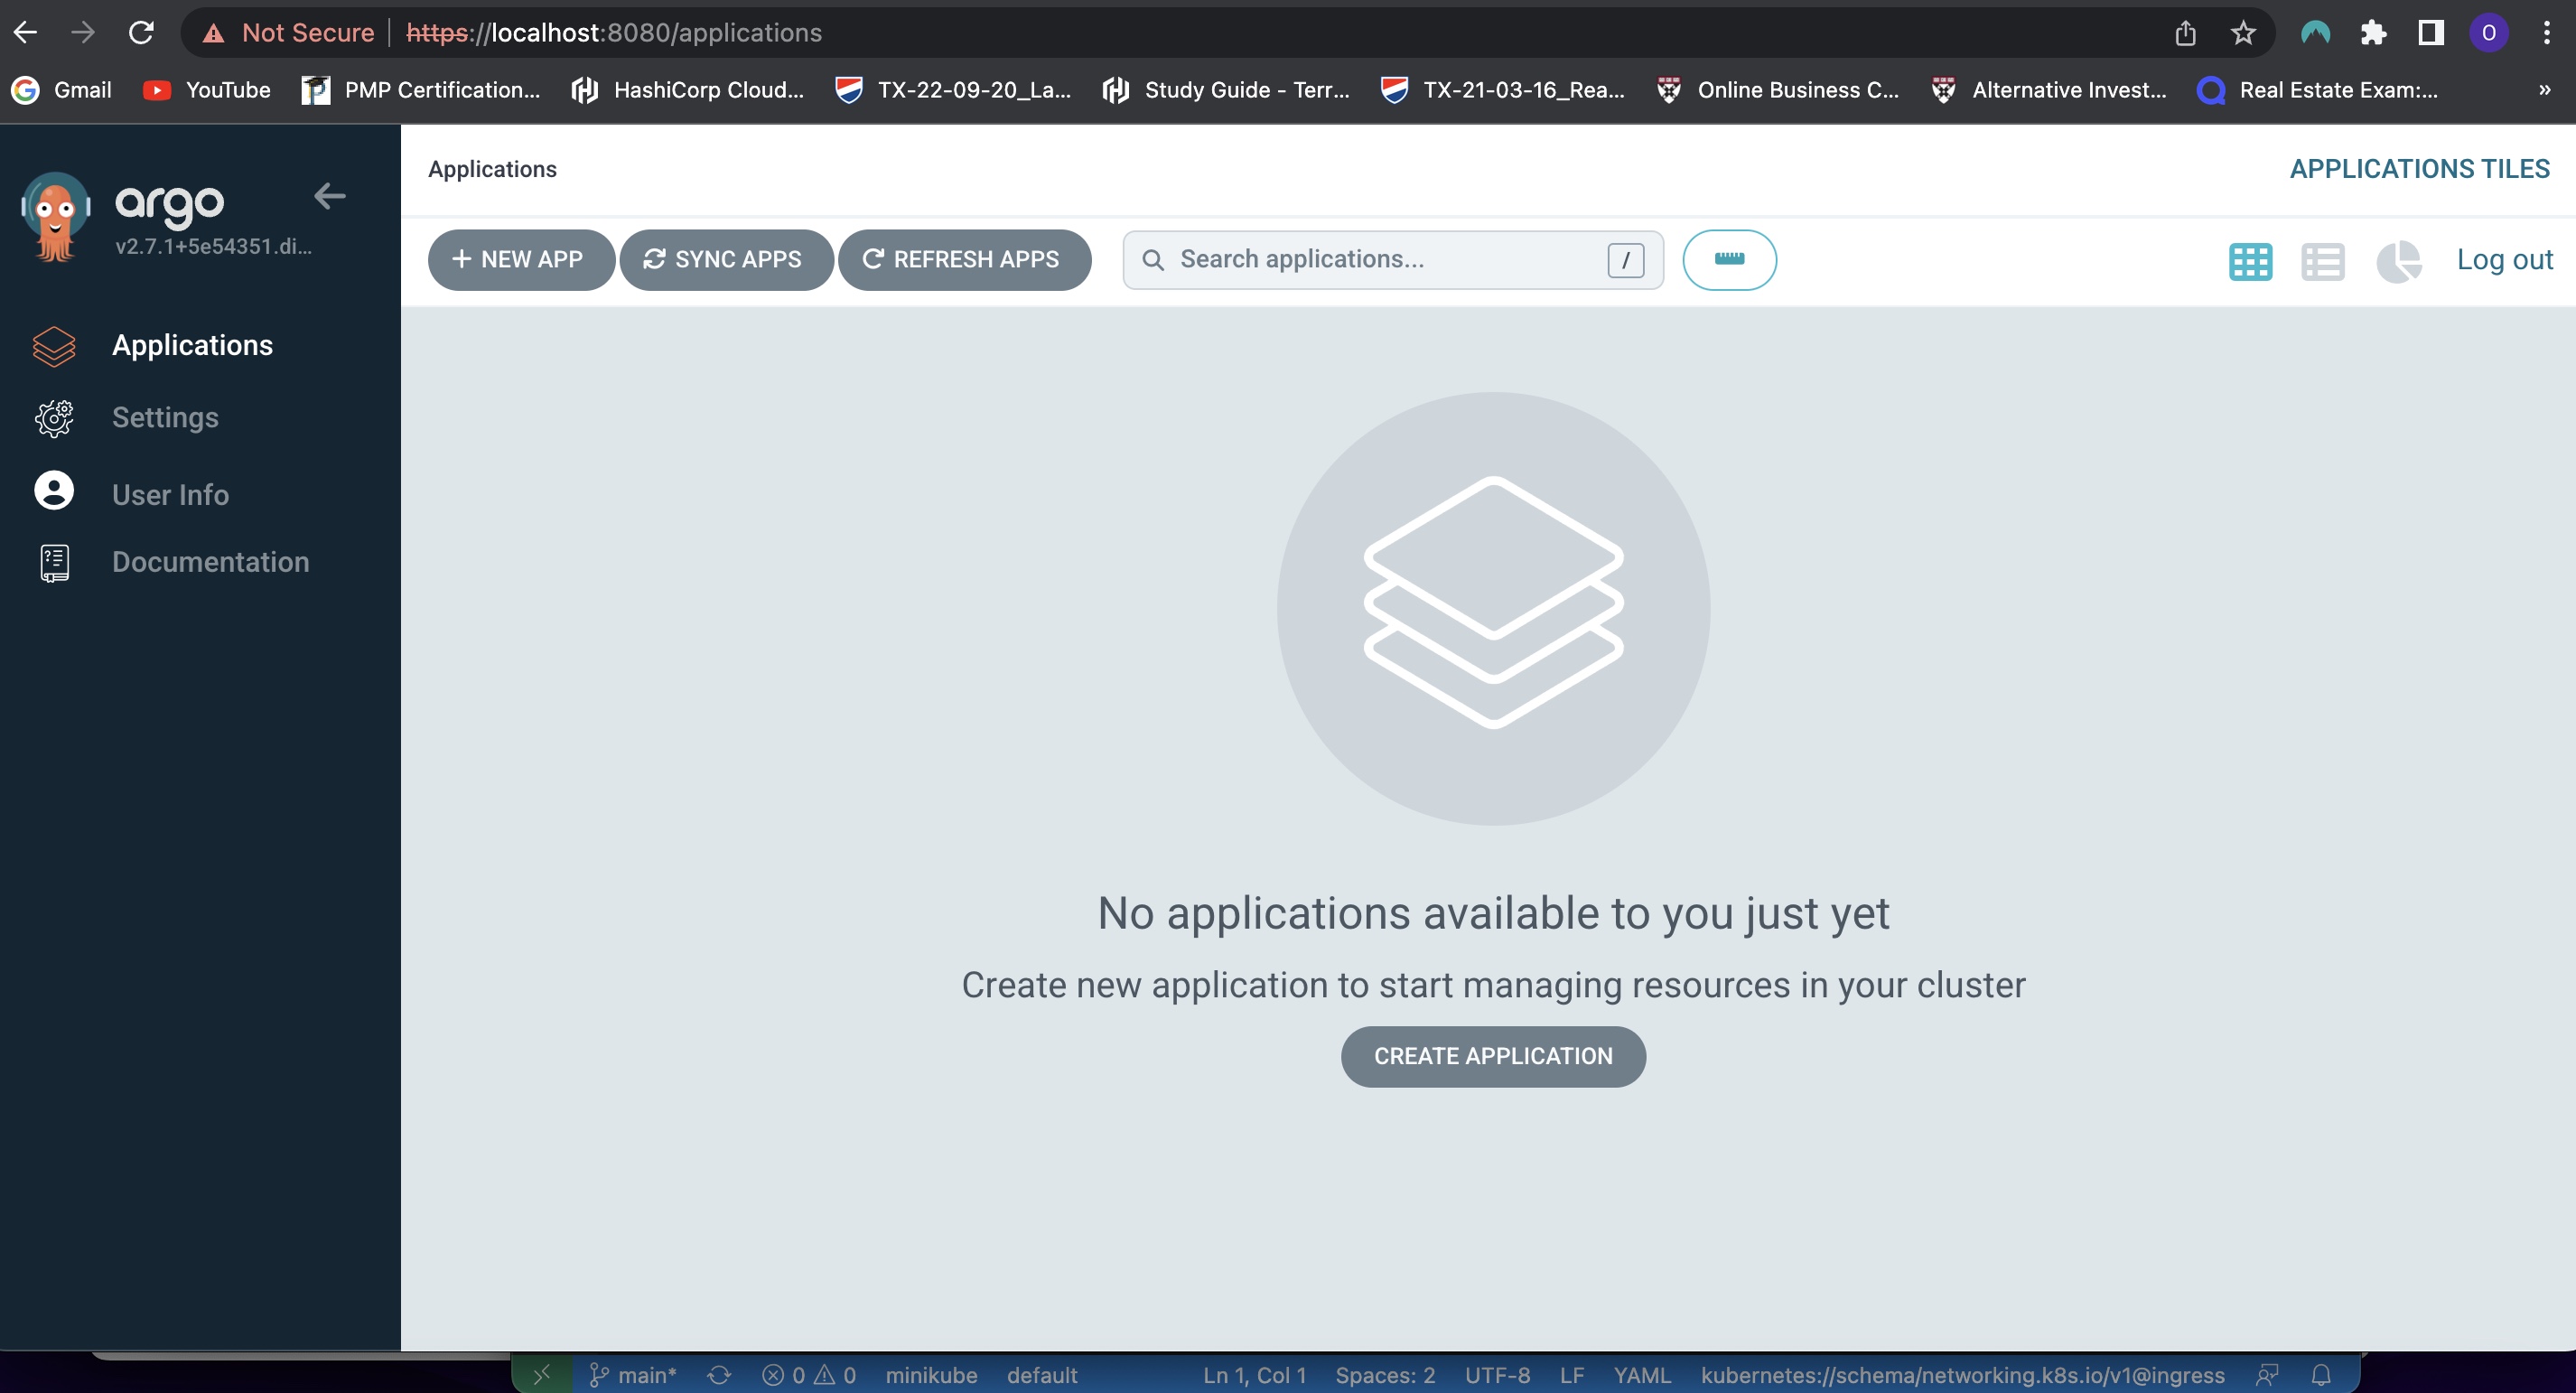 Not Secure https://localhost:8080/applications O
Gmail YouTube PMP Certification... HashiCorp Cloud... TX-22-09-20_La... Study Guide - Terr... TX-21-03-16_Rea... Online Business C... Alternative Invest... Real Estate Exam:... »
argo
v2.7.1+5e54351.di...
Applications
Settings
User Info
Documentation
Applications APPLICATIONS TILES
+ NEW APP SYNC APPS REFRESH APPS Search applications... / Log out
No applications available to you just yet
Create new application to start managing resources in your cluster
CREATE APPLICATION
main* 0 0 minikube default Ln 1, Col 1 Spaces: 2 UTF-8 LF YAML kubernetes://schema/networking.k8s.io/v1@ingress